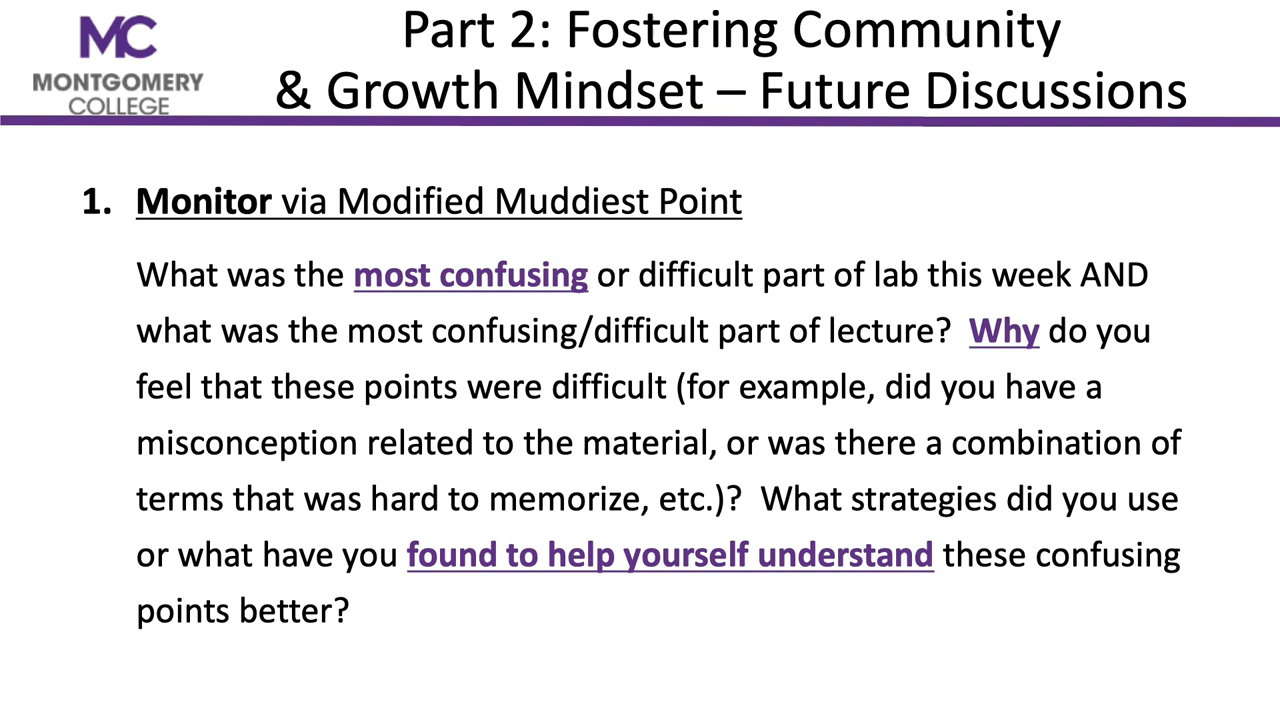 MC
MONTGOMERY
COLLEGE
Part 2: Fostering Community
& Growth Mindset – Future Discussions
1. Monitor via Modified Muddiest Point
What was the most confusing or difficult part of lab this week AND
what was the most confusing/difficult part of lecture?  Why do you
feel that these points were difficult (for example, did you have a
misconception related to the material, or was there a combination of
terms that was hard to memorize, etc.)?  What strategies did you use
or what have you found to help yourself understand these confusing
points better?